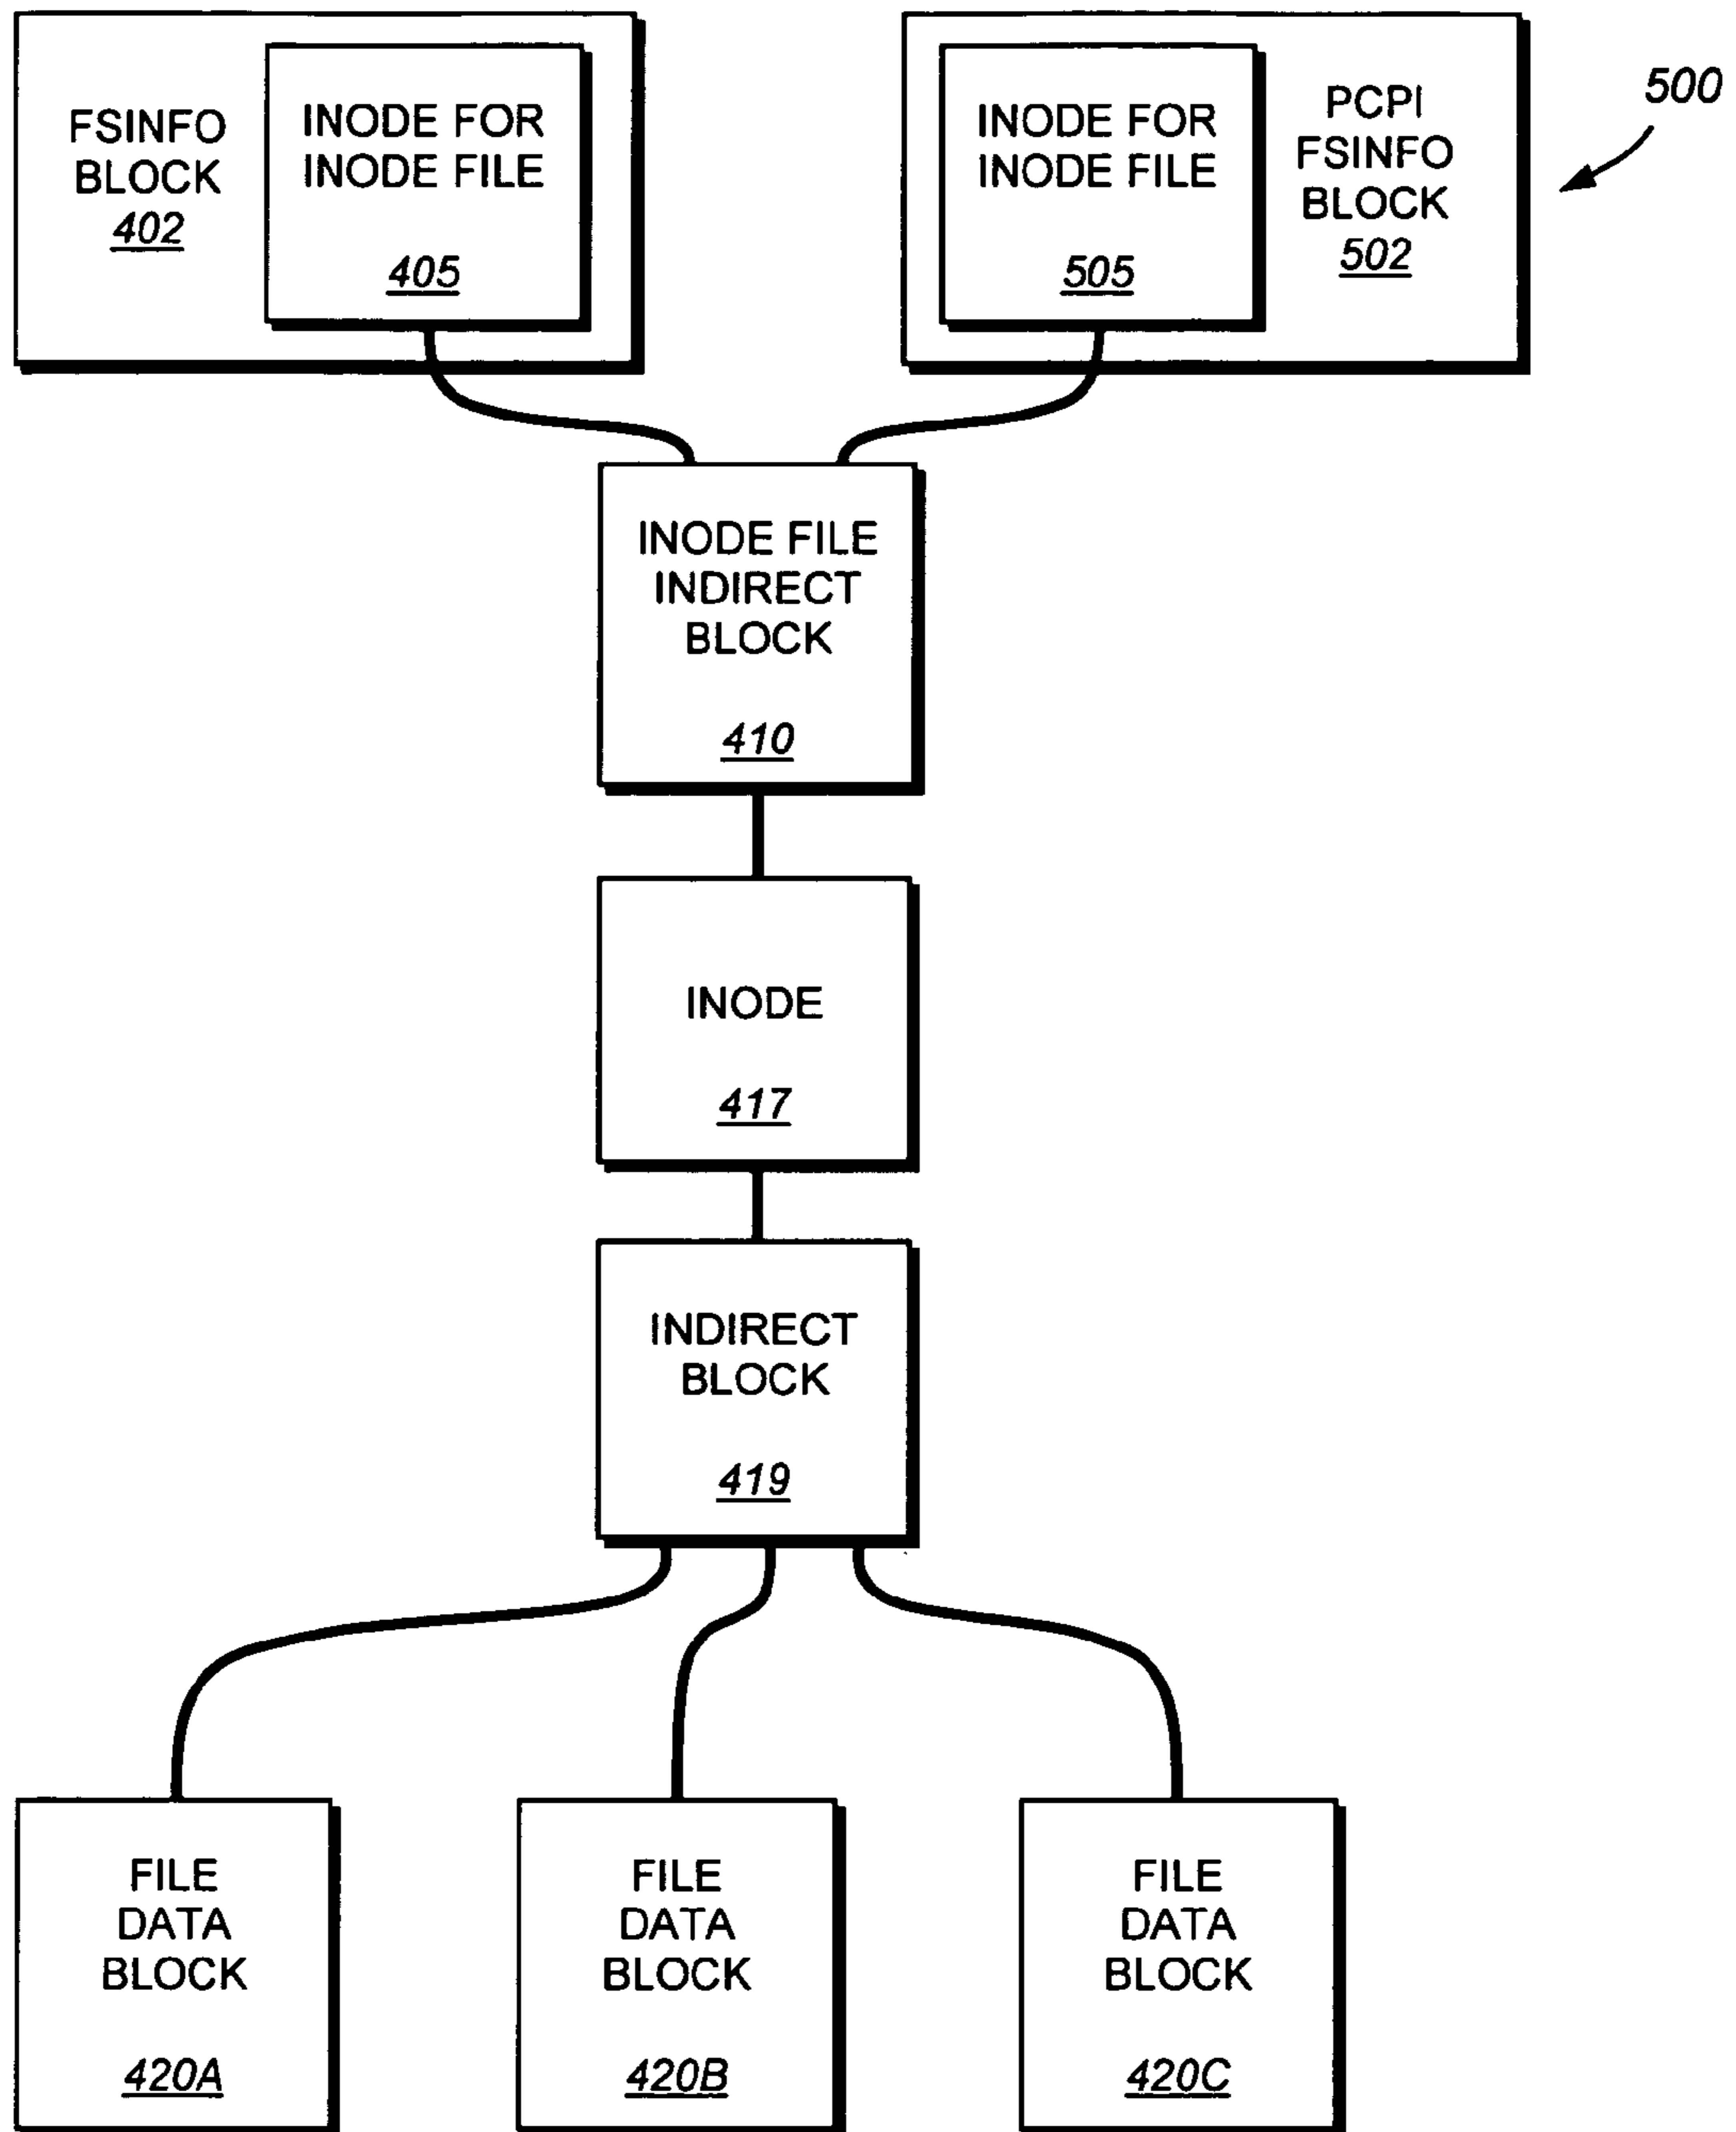 FSINFO
BLOCK
402
INODE FOR
INODE FILE
405
INODE FOR
INODE FILE
505
PCPI
FSINFO
BLOCK
502
500
INODE FILE
INDIRECT
BLOCK
410
INODE
417
INDIRECT
BLOCK
419
FILE
DATA
BLOCK
420A
FILE
DATA
BLOCK
420B
FILE
DATA
BLOCK
420C